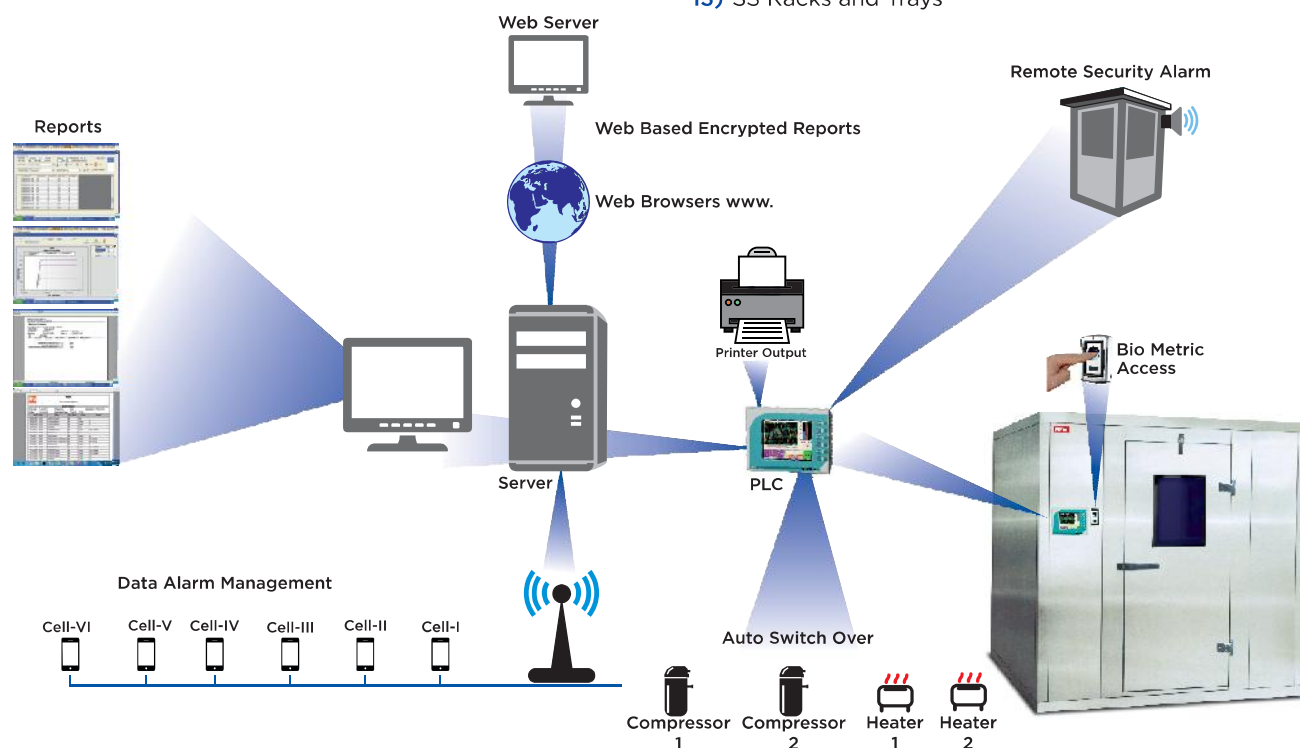 15) SS Racks and Trays
Web Server
Remote Security Alarm
Reports
Web Based Encrypted Reports
Web Browsers www.
Printer Output
Bio Metric
Access
Server
PLC
Data Alarm Management
Cell-VI
Cell-V
Cell-IV
Cell-III
Cell-II
Cell-I
Auto Switch Over
Compressor
1
Compressor
2
Heater
1
Heater
2